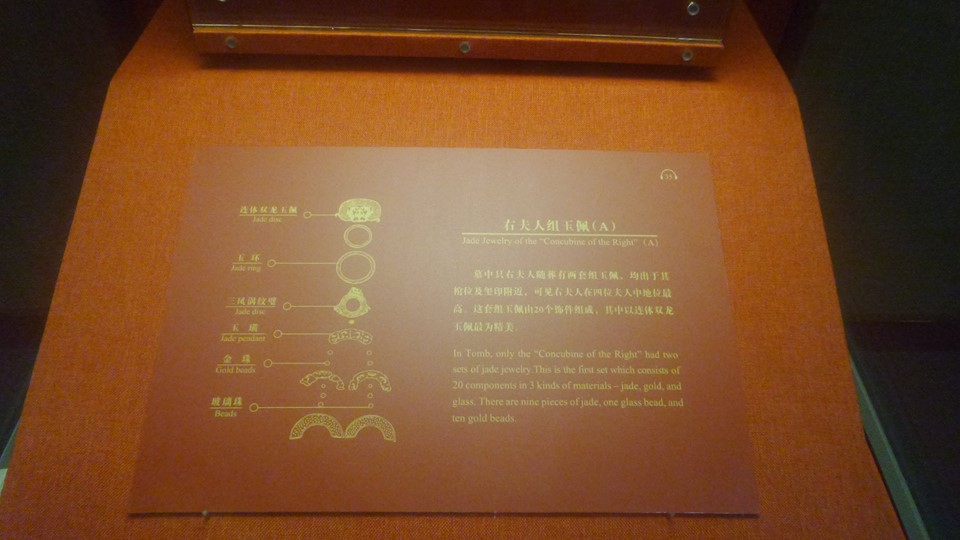 连体双龙玉佩
Jade disc
玉 环
Jade ring
三凤涡纹璧
Jade disc
玉 璜
Jade pendant
金 珠
Gold beads
玻璃珠
Beads
右夫人组玉佩(A)
Jade Jewelry of the "Concubine of the Right" (A)
墓中只右夫人随葬有两套组玉佩，均出于其
棺位及玺印附近，可见右夫人在四位夫人中地位最
高。这套组玉佩由20个饰件组成，其中以连体双龙
玉佩最为精美。
In Tomb, only the "Concubine of the Right" had two
sets of jade jewelry. This is the first set which consists of
20 components in 3 kinds of materials – jade, gold, and
glass. There are nine pieces of jade, one glass bead, and
ten gold beads.